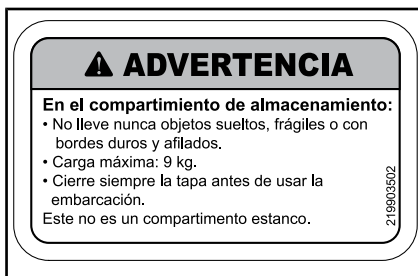 ADVERTENCIA
En el compartimiento de almacenamiento:
• No lleve nunca objetos sueltos, frágiles o con
bordes duros y afilados.
• Carga máxima: 9 kg.
• Cierre siempre la tapa antes de usar la
embarcación.
Este no es un compartimento estanco.
219903502